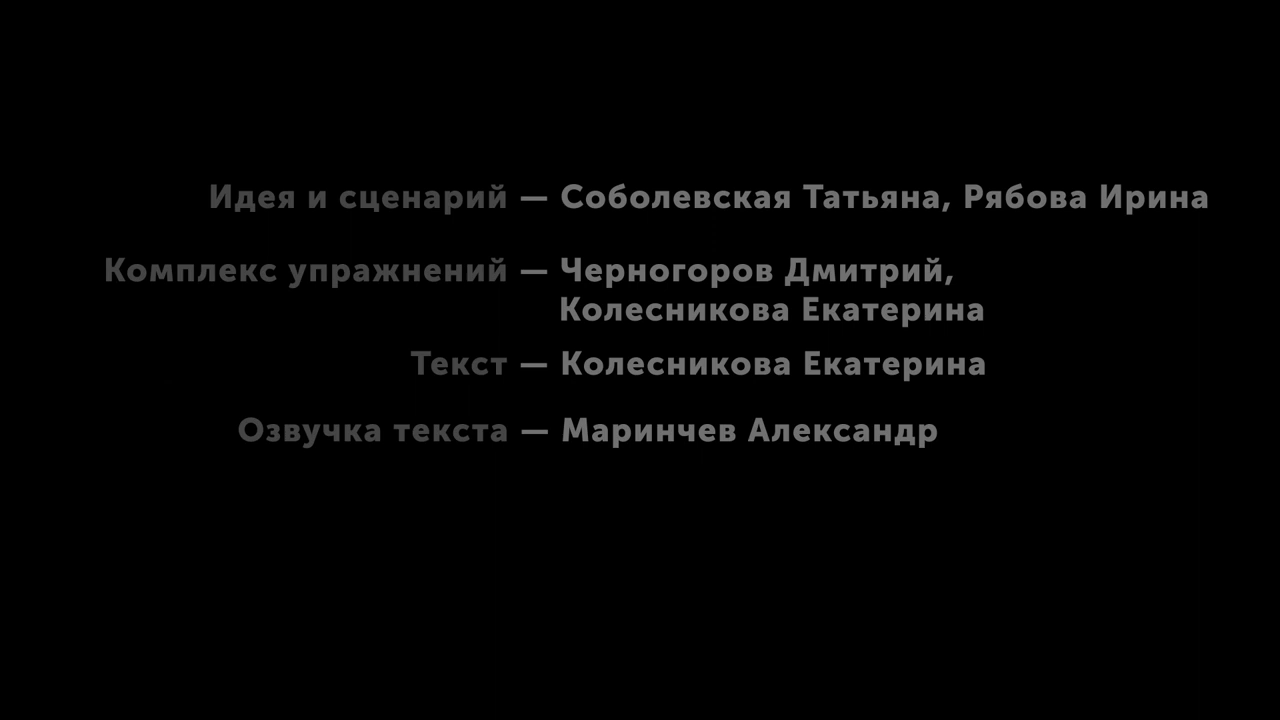 Идея и сценарий — Соболевская Татьяна, Рябова Ирина
Комплекс упражнений — Черногоров Дмитрий,
Колесникова Екатерина
Текст — Колесникова Екатерина
Озвучка текста — Маринчев Александр